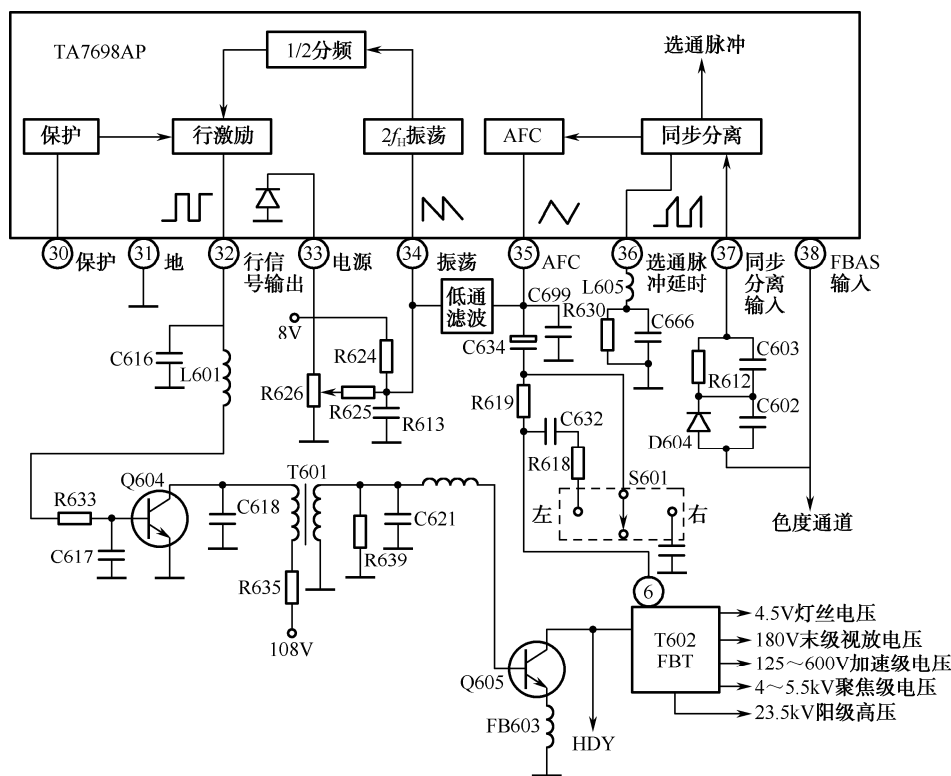 TA7698AP
选通脉冲
1/2分频
保护
行激励
2fH振荡
AFC
同步分离
30
保护
31
地
32
行信
号输出
33
电源
34
振荡
35
AFC
36
选通脉
冲延时
37
同步
分离
输入
38
FBAS
输入
8V
低通
滤波
C699
L605
R630
C666
C634
C603
R612
C602
D604
C616
L601
R624
R626
R625
R613
R619
C632
R618
S601
左
右
色度通道
Q604
T601
R633
C618
C621
C617
R639
R635
108V
6
T602
FBT
4.5V灯丝电压
180V末级视放电压
125～600V加速级电压
4～5.5kV聚焦级电压
23.5kV阳级高压
Q605
FB603
HDY